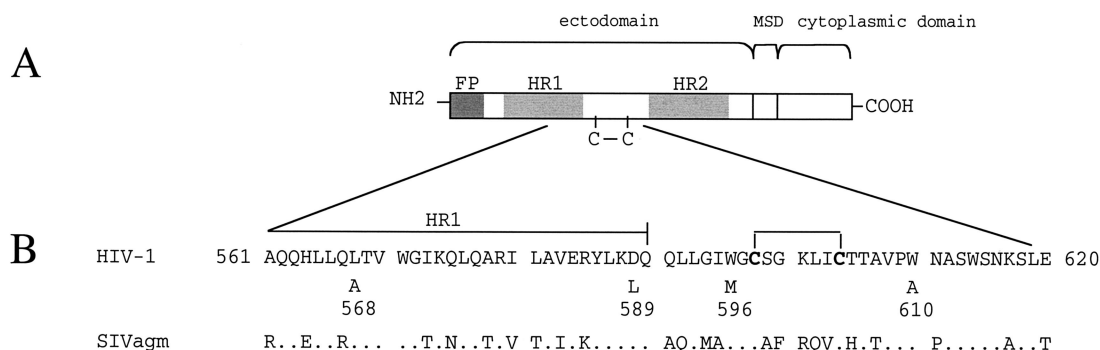 ectodomain MSD cytoplasmic domain
A
FP HR1 HR2
NH2 COOH
C C
HR1
B
HIV-1 561 AQQHLLQLTV WGIKQLQARI LAVERYLKDQ QLLGIWGCSG KLICTTAVPW NASWSNKSLE 620
A L M A
568 589 596 610
SIVagm R..E..R... ..T.N..T.V T.I.K..... AQ.MA...AF RQV.H.T... P.....A..T